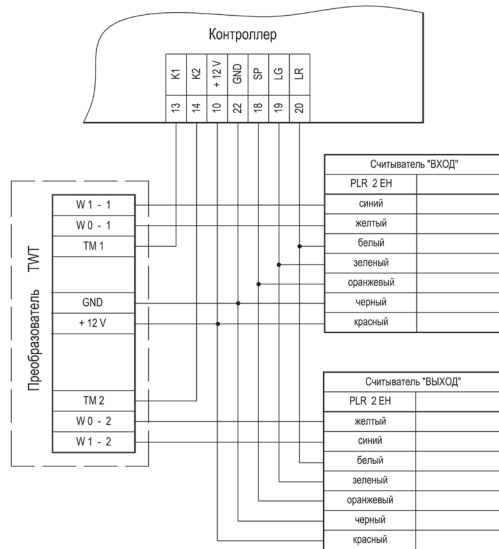 Контроллер
K1 K2 + 12 V GND SP LG LR
13 14 10 22 18 19 20
Преобразователь TWT
W 1 - 1
W 0 - 1
TM 1
GND
+ 12 V
TM 2
W 0 - 2
W 1 - 2
Считыватель "ВХОД"
PLR 2 EH
синий
желтый
белый
зеленый
оранжевый
черный
красный
Считыватель "ВЫХОД"
PLR 2 EH
желтый
синий
белый
зеленый
оранжевый
черный
красный